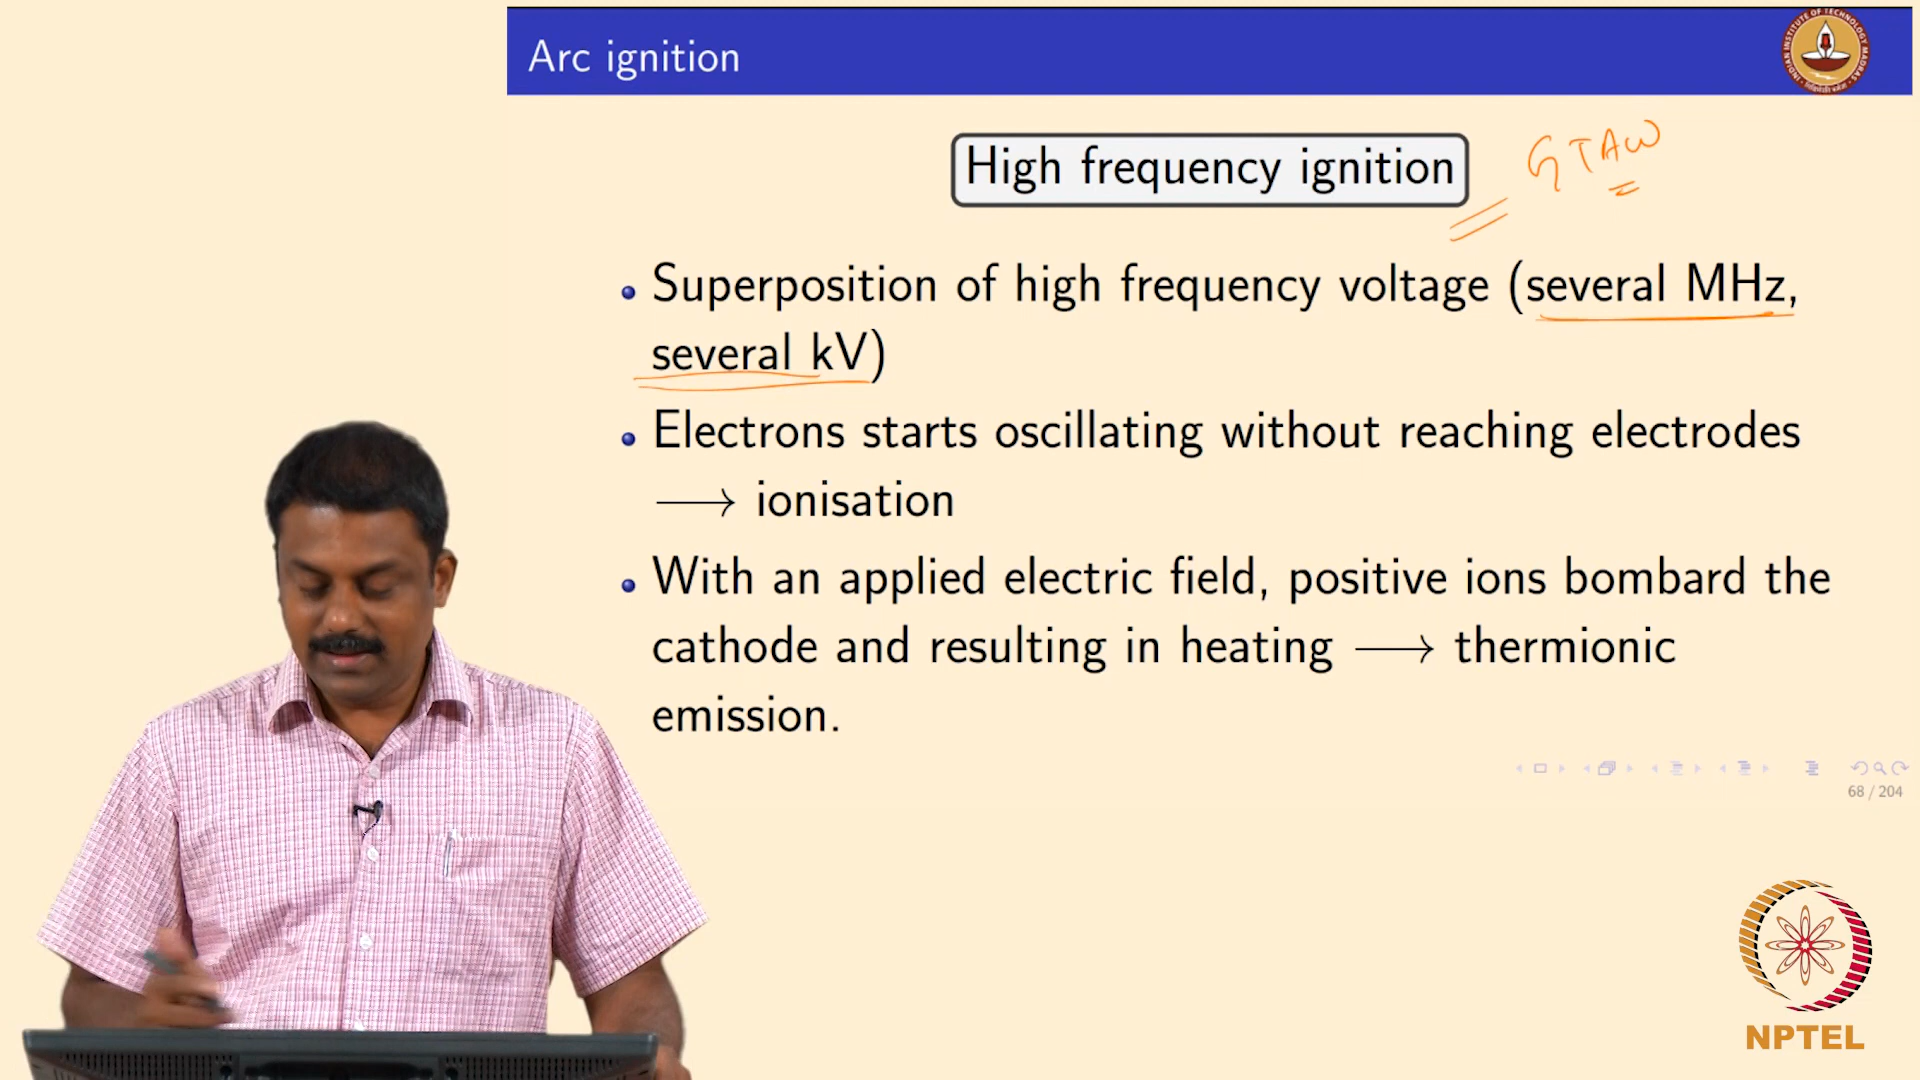 Arc ignition
High frequency ignition
GTAW
Superposition of high frequency voltage (several MHz,
several kV)
Electrons starts oscillating without reaching electrodes
⟶ ionisation
With an applied electric field, positive ions bombard the
cathode and resulting in heating ⟶ thermionic
emission.
68 / 204
NPTEL